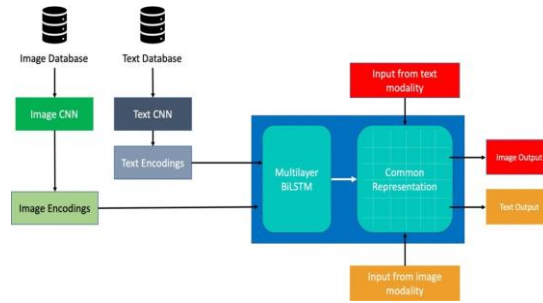 Image Database
Text Database
Input from text
modality
Image CNN
Text CNN
Text Encodings
Multilayer
BiLSTM
Common
Representation
Image Output
Image Encodings
Text Output
Input from image
modality